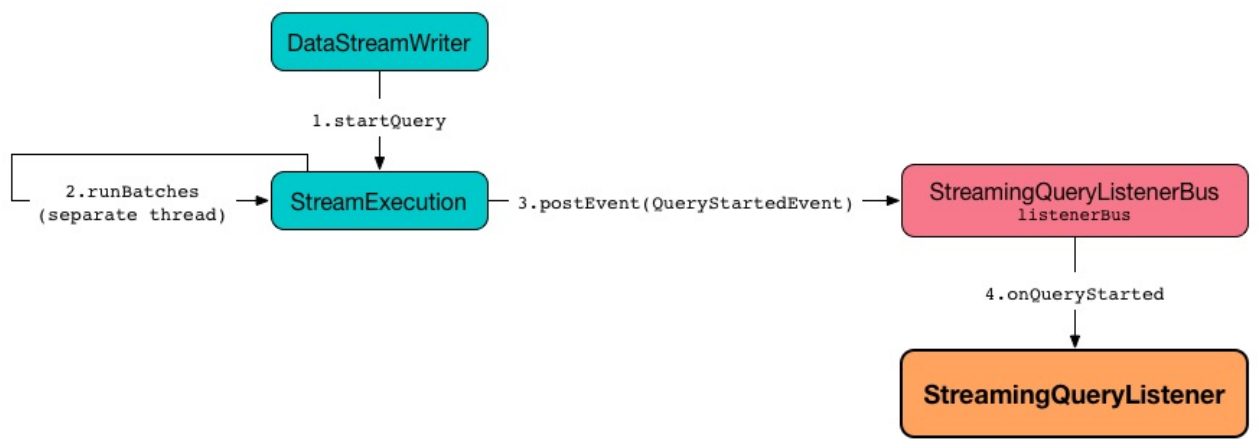 DataStreamWriter
1.startQuery
2.runBatches
(separate thread)
StreamExecution
3.postEvent(QueryStartedEvent)
StreamingQueryListenerBus
listenerBus
4.onQueryStarted
StreamingQueryListener